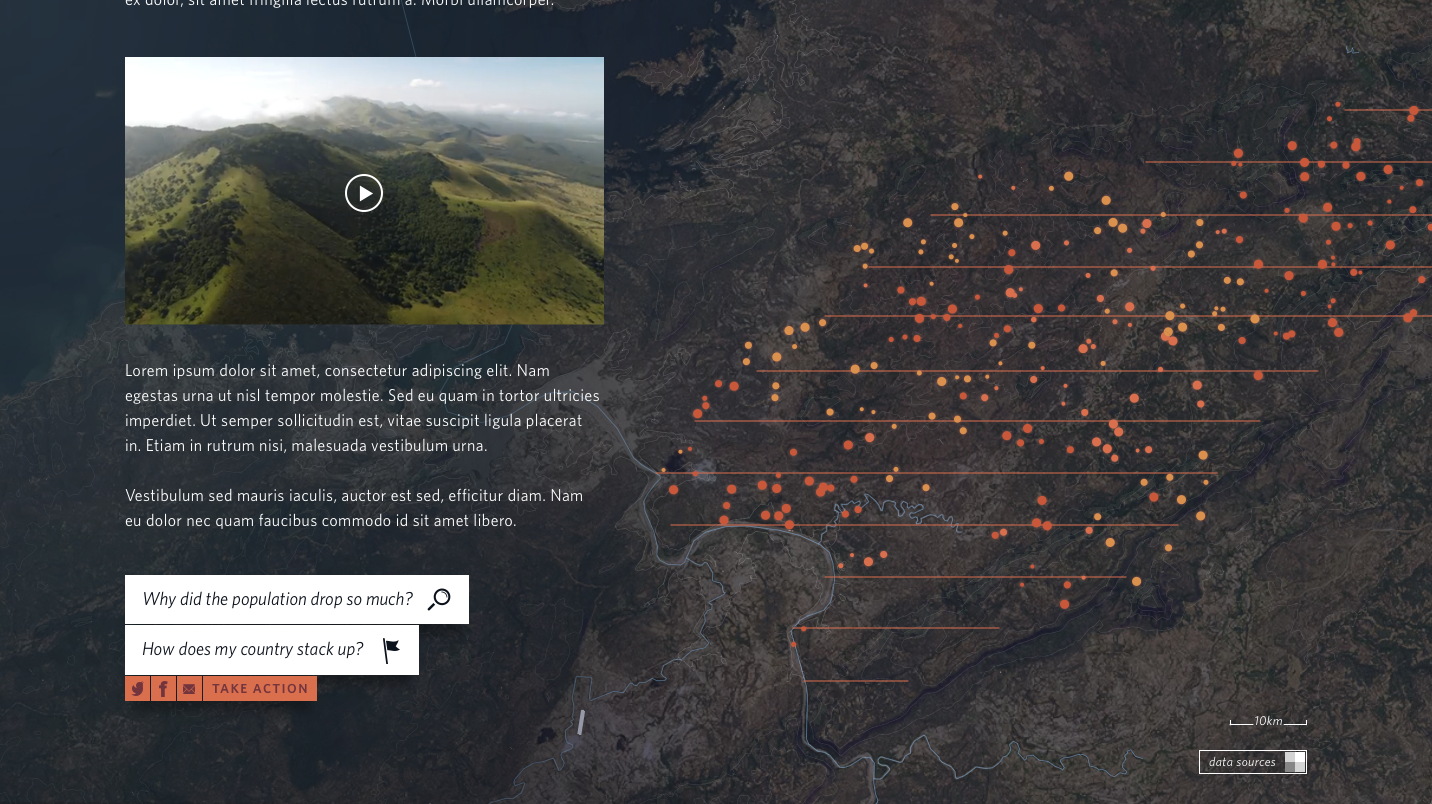 ex dolor, sit amet fringilla lectus rutrum a. Morbi ullamcorper.
Lorem ipsum dolor sit amet, consectetur adipiscing elit. Nam
egestas urna ut nisl tempor molestie. Sed eu quam in tortor ultricies
imperdiet. Ut semper sollicitudin est, vitae suscipit ligula placerat
in. Etiam in rutrum nisi, malesuada vestibulum urna.
Vestibulum sed mauris iaculis, auctor est sed, efficitur diam. Nam
eu dolor nec quam faucibus commodo id sit amet libero.
Why did the population drop so much?
How does my country stack up?
TAKE ACTION
10km
data sources